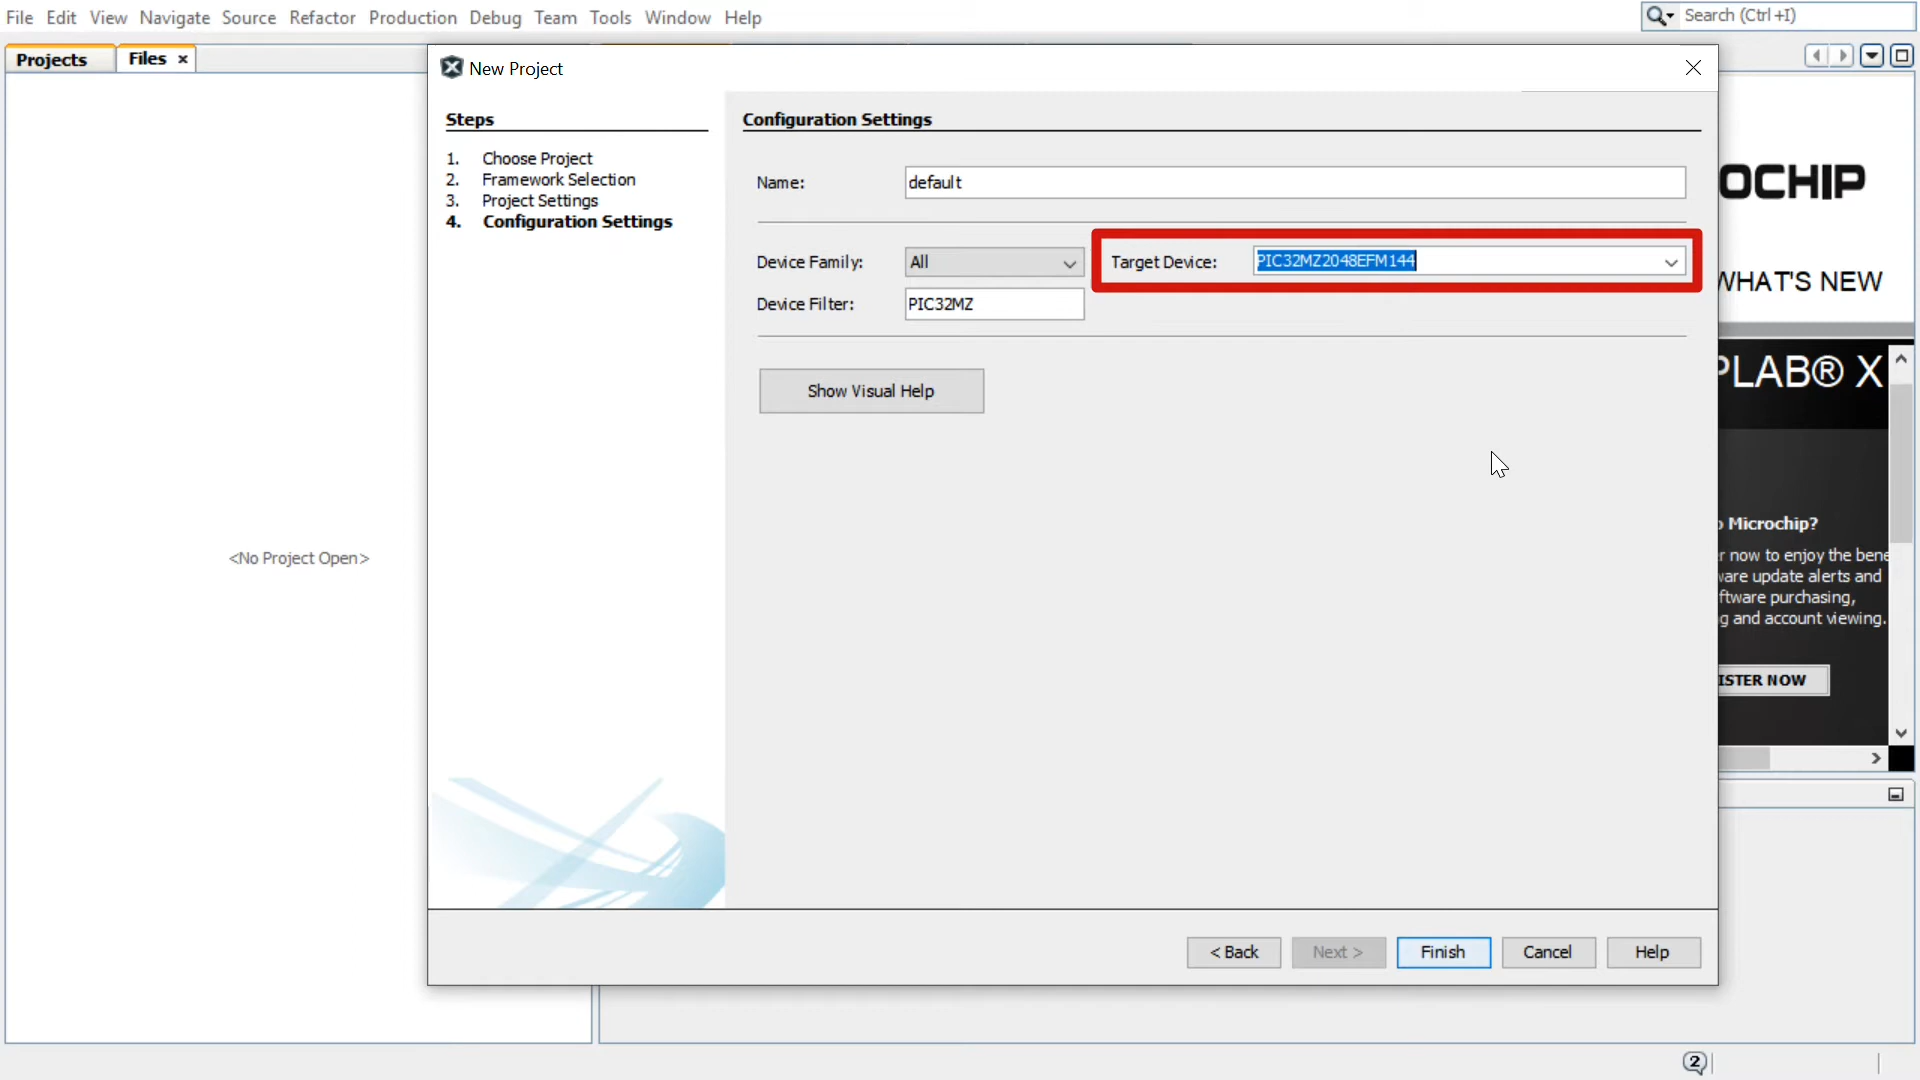 File Edit View Navigate Source Refactor Production Debug Team Tools Window Help
Search (Ctrl+I)
Projects
Files
New Project
Steps
1. Choose Project
2. Framework Selection
3. Project Settings
4. Configuration Settings
Configuration Settings
Name: default
Device Family: All
Target Device: PIC32MZ2048EFM144
Device Filter: PIC32MZ
Show Visual Help
<No Project Open>
OCHIP
WHAT'S NEW
PLAB® X
o Microchip?
r now to enjoy the bene
ware update alerts and
ftware purchasing,
g and account viewing.
ISTER NOW
< Back
Next >
Finish
Cancel
Help
2